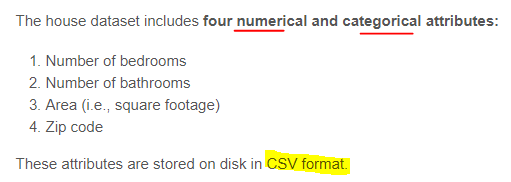 The house dataset includes four numerical and categorical attributes:
1. Number of bedrooms
2. Number of bathrooms
3. Area (i.e., square footage)
4. Zip code
These attributes are stored on disk in CSV format.